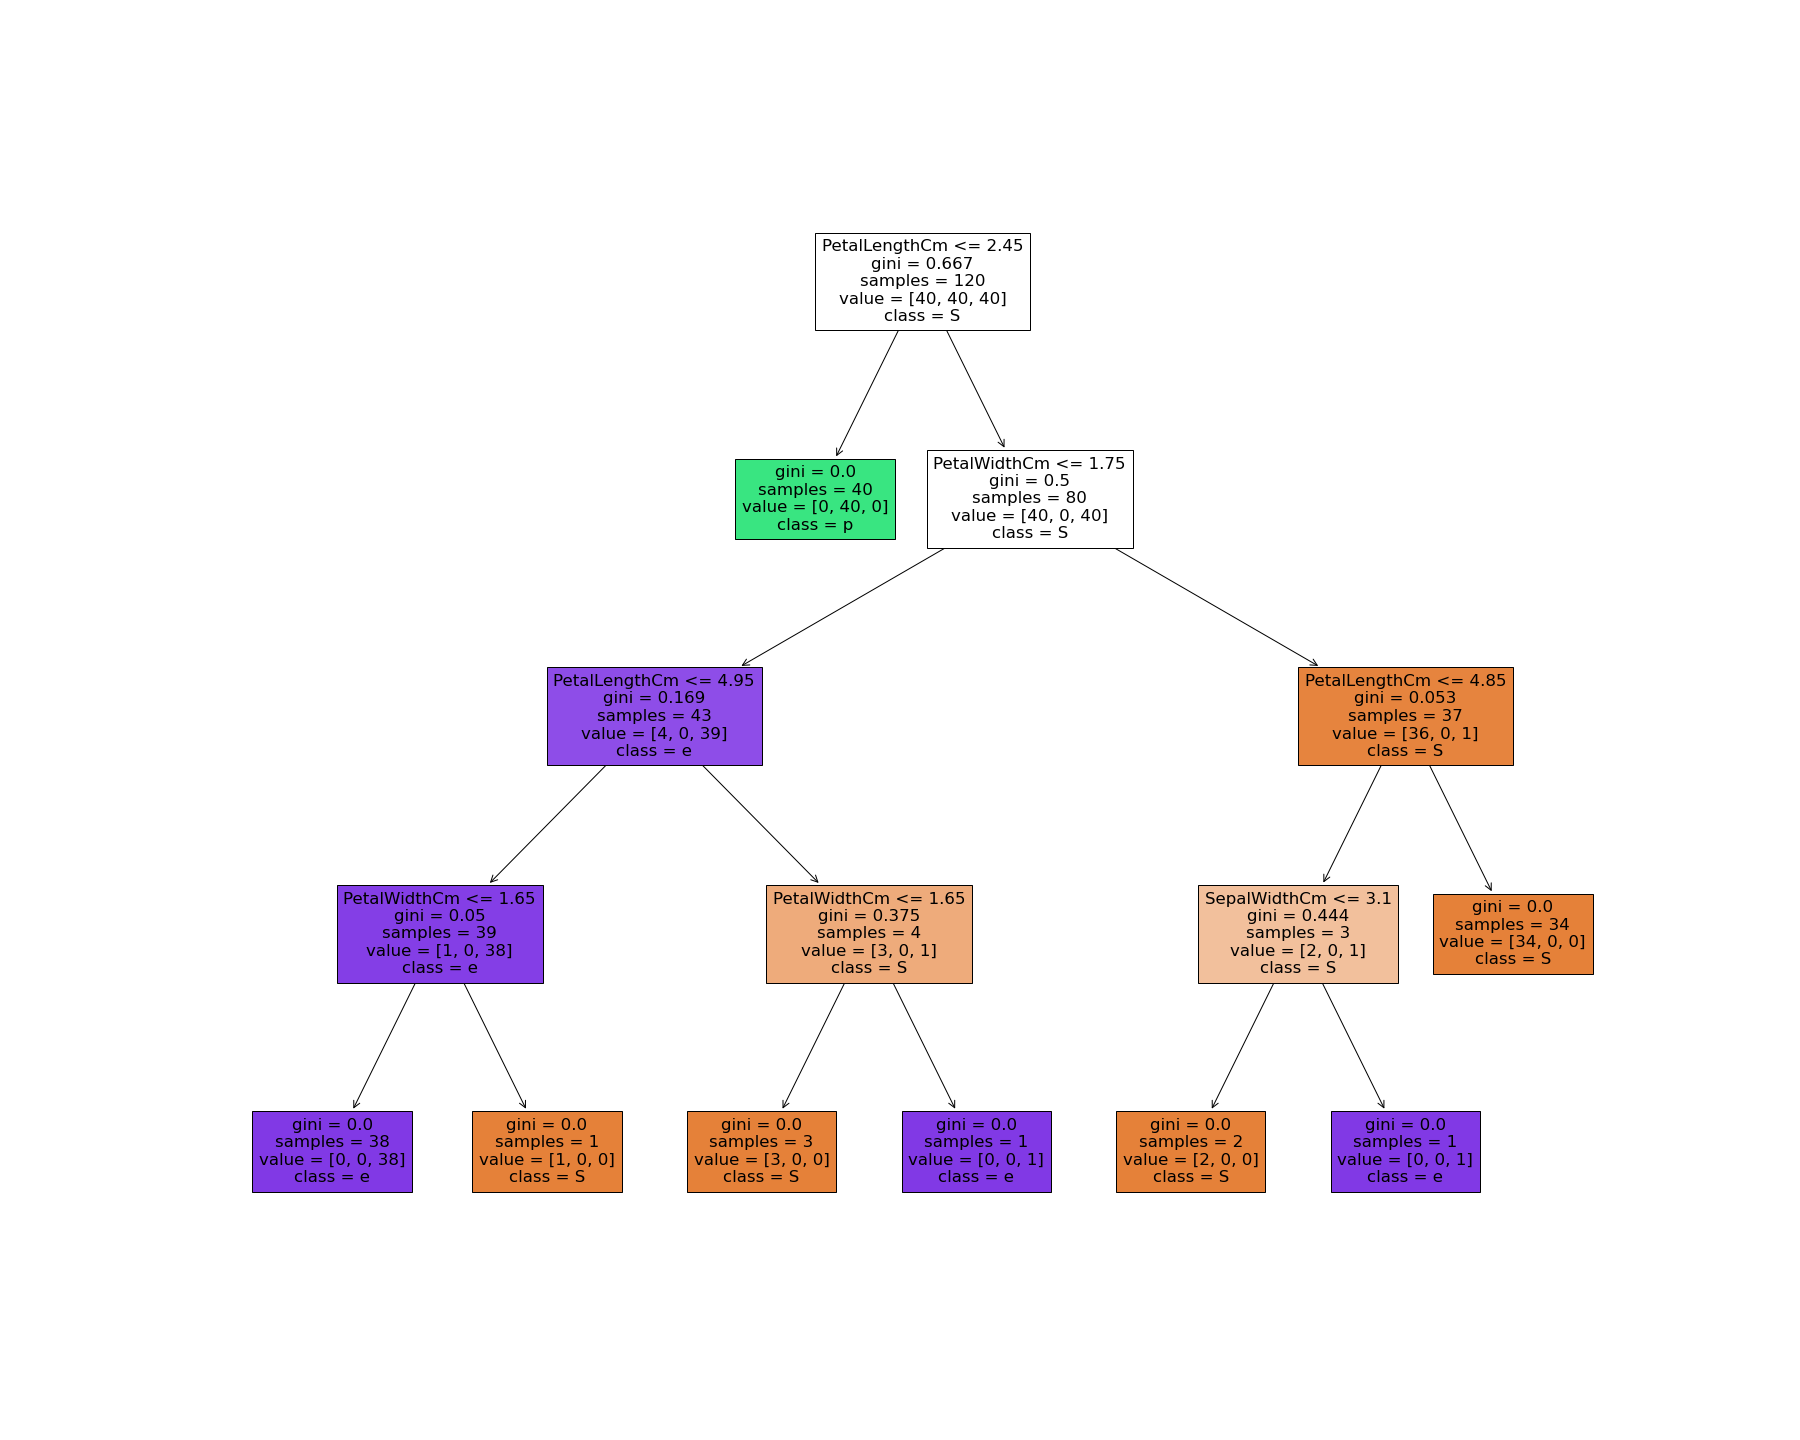 PetalLengthCm <= 2.45
gini = 0.667
samples = 120
value = [40, 40, 40]
class = S
gini = 0.0
samples = 40
value = [0, 40, 0]
class = p
PetalWidthCm <= 1.75
gini = 0.5
samples = 80
value = [40, 0, 40]
class = S
PetalLengthCm <= 4.95
gini = 0.169
samples = 43
value = [4, 0, 39]
class = e
PetalLengthCm <= 4.85
gini = 0.053
samples = 37
value = [36, 0, 1]
class = S
PetalWidthCm <= 1.65
gini = 0.05
samples = 39
value = [1, 0, 38]
class = e
PetalWidthCm <= 1.65
gini = 0.375
samples = 4
value = [3, 0, 1]
class = S
SepalWidthCm <= 3.1
gini = 0.444
samples = 3
value = [2, 0, 1]
class = S
gini = 0.0
samples = 34
value = [34, 0, 0]
class = S
gini = 0.0
samples = 38
value = [0, 0, 38]
class = e
gini = 0.0
samples = 1
value = [1, 0, 0]
class = S
gini = 0.0
samples = 3
value = [3, 0, 0]
class = S
gini = 0.0
samples = 1
value = [0, 0, 1]
class = e
gini = 0.0
samples = 2
value = [2, 0, 0]
class = S
gini = 0.0
samples = 1
value = [0, 0, 1]
class = e